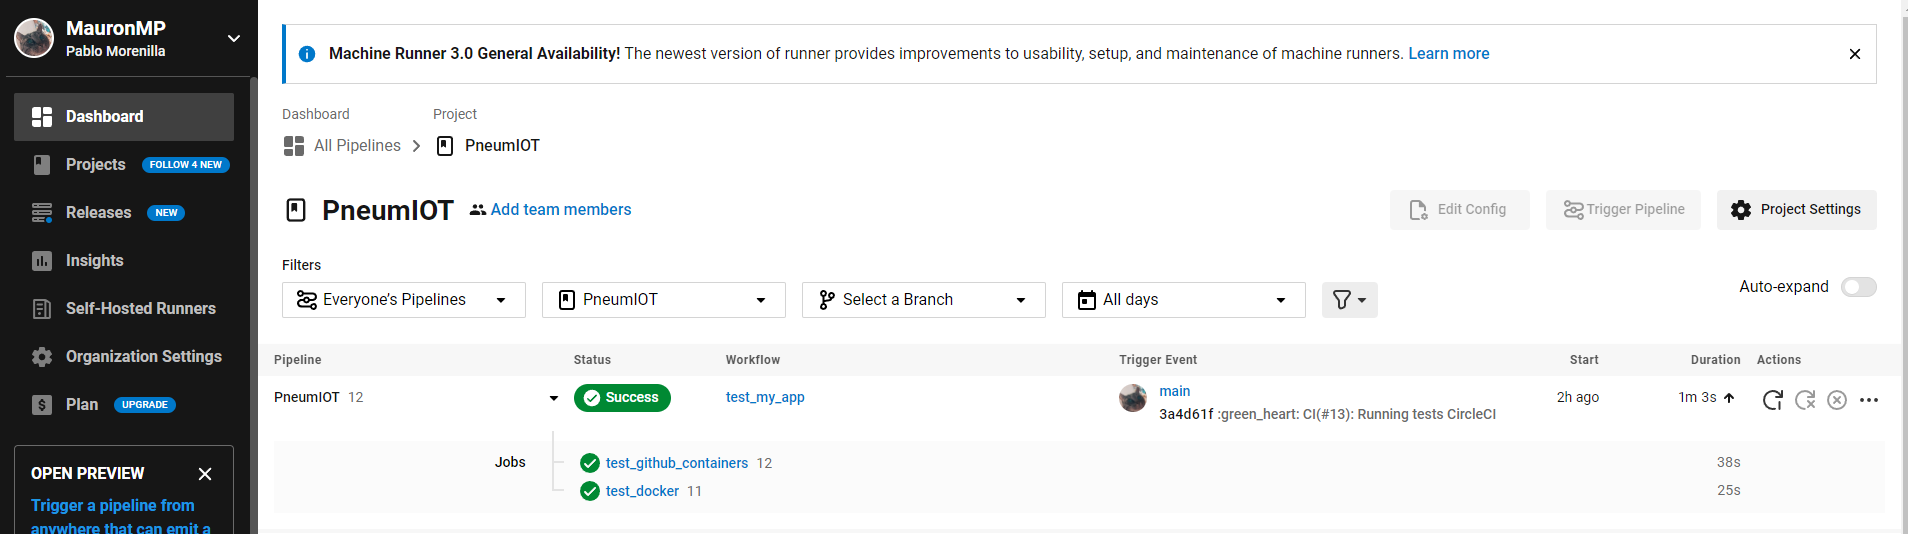 MauronMP
Pablo Morenilla
Dashboard
Projects FOLLOW 4 NEW
Releases NEW
Insights
Self-Hosted Runners
Organization Settings
Plan UPGRADE
OPEN PREVIEW
Trigger a pipeline from
anywhere that can emit a
Machine Runner 3.0 General Availability! The newest version of runner provides improvements to usability, setup, and maintenance of machine runners. Learn more
Dashboard Project
All Pipelines PneumIOT
PneumIOT Add team members
Edit Config Trigger Pipeline Project Settings
Filters
Everyone's Pipelines PneumIOT Select a Branch All days
Auto-expand
Pipeline Status Workflow Trigger Event Start Duration Actions
PneumIOT 12 Success test_my_app main 2h ago 1m 3s
3a4d61f :green_heart: CI(#13): Running tests CircleCI
Jobs test_github_containers 12 38s
test_docker 11 25s